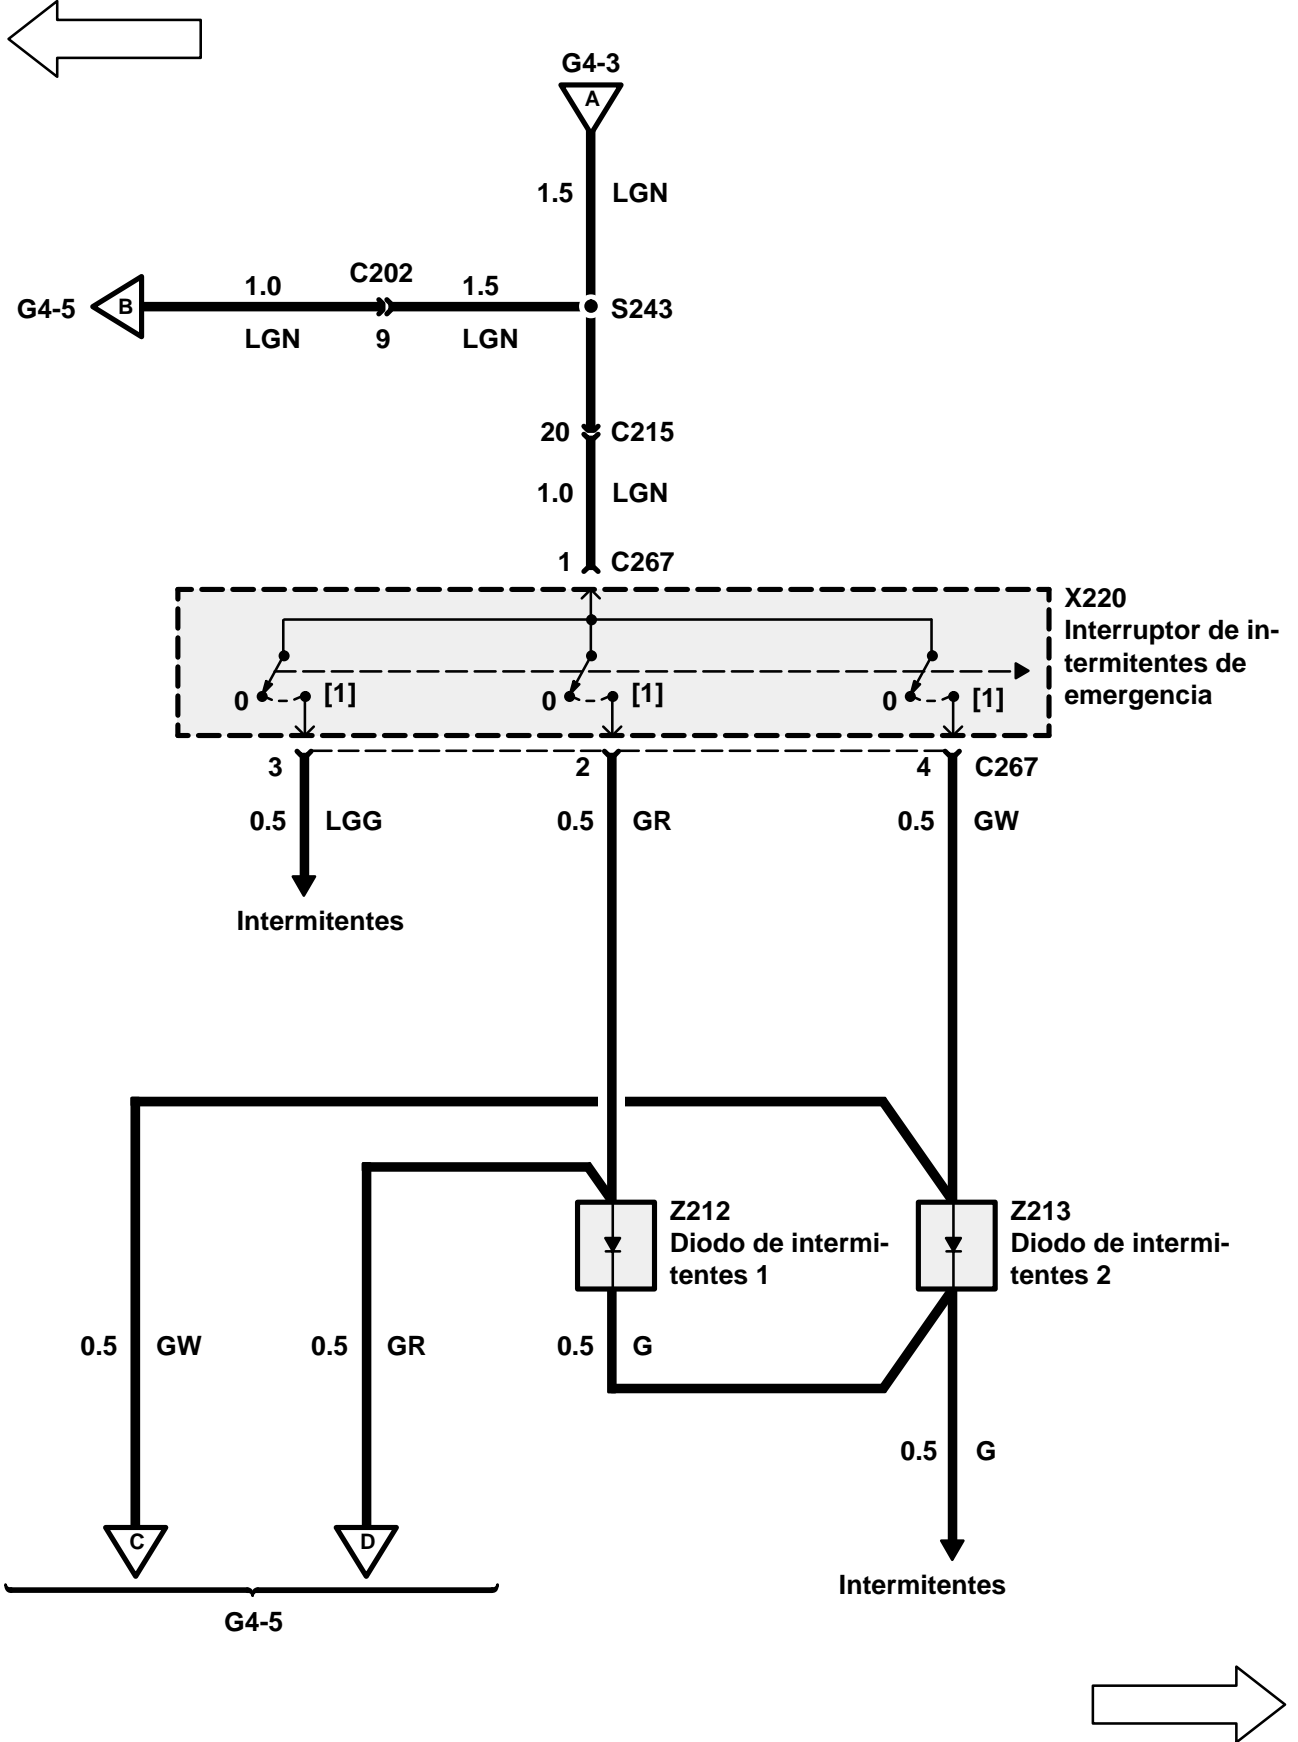 G4-3
A
1.5 LGN
1.0 C202 1.5
G4-5 B S243
LGN 9 LGN
20 C215
1.0 LGN
1 C267
X220
Interruptor de in-
termitentes de
emergencia
0 [1] 0 [1] 0 [1]
3 2 4 C267
0.5 LGG 0.5 GR 0.5 GW
Intermitentes
Z212
Diodo de intermi-
tentes 1
Z213
Diodo de intermi-
tentes 2
0.5 GW 0.5 GR 0.5 G
0.5 G
C D
Intermitentes
G4-5